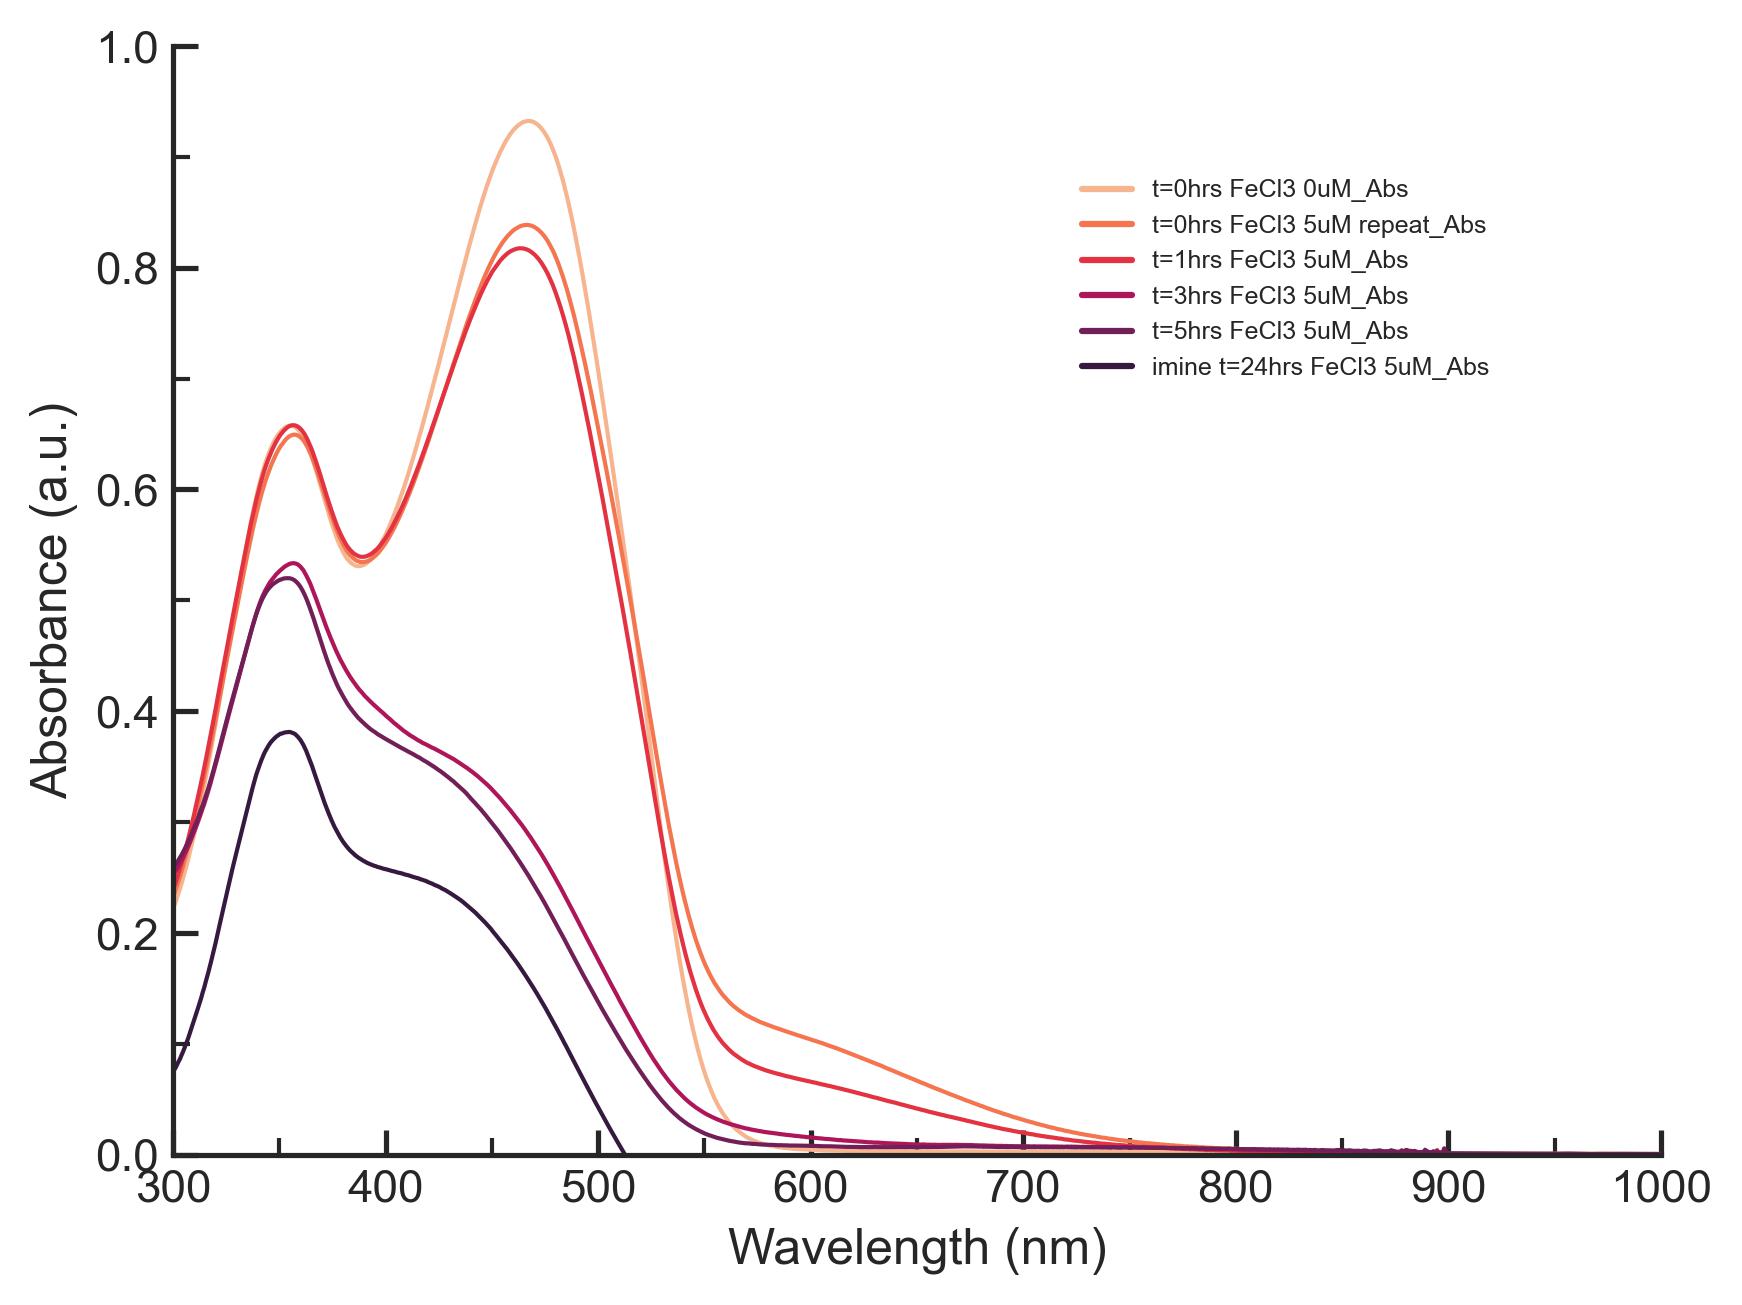 1.0
0.8
0.6
0.4
0.2
0.0
Absorbance (a.u.)
t=0hrs FeCl3 0uM_Abs
t=0hrs FeCl3 5uM repeat_Abs
t=1hrs FeCl3 5uM_Abs
t=3hrs FeCl3 5uM_Abs
t=5hrs FeCl3 5uM_Abs
imine t=24hrs FeCl3 5uM_Abs
300 400 500 600 700 800 900 1000
Wavelength (nm)